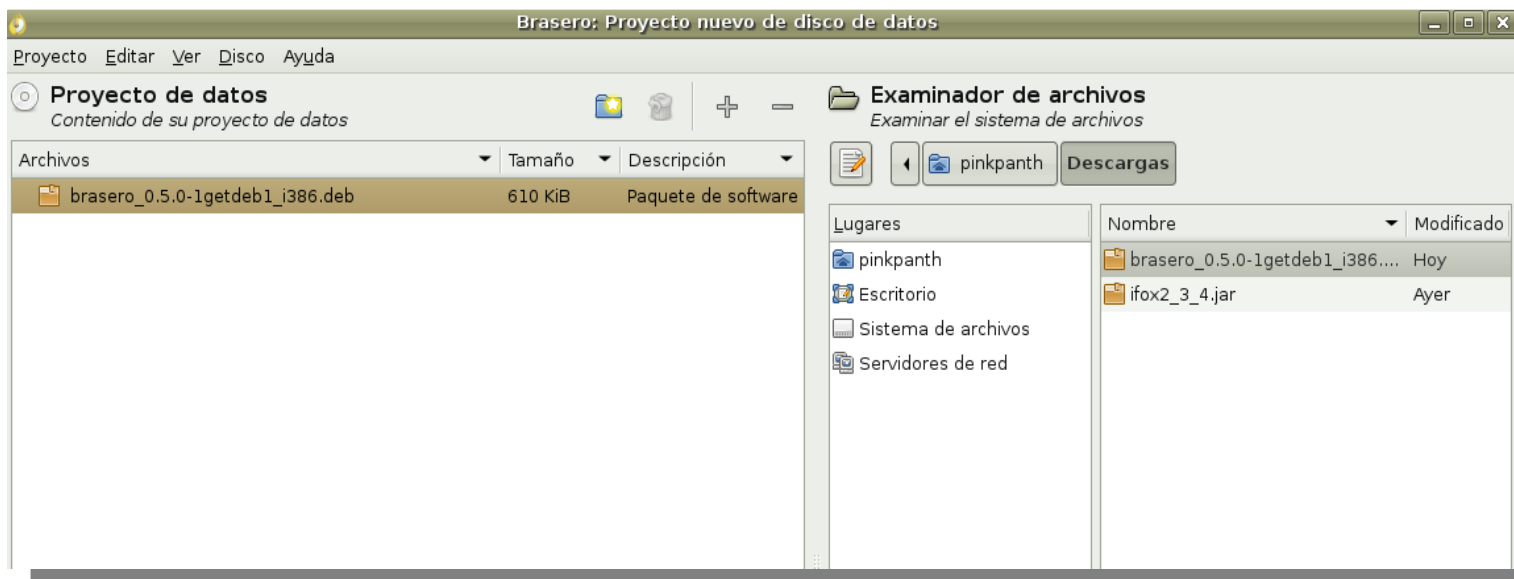 Brasero: Proyecto nuevo de disco de datos
Proyecto Editar Ver Disco Ayuda
Proyecto de datos
Contenido de su proyecto de datos
Archivos Tamaño Descripción
brasero_0.5.0-1getdeb1_i386.deb 610 KiB Paquete de software
Examinador de archivos
Examinar el sistema de archivos
pinkpanth Descargas
Lugares
pinkpanth
Escritorio
Sistema de archivos
Servidores de red
Nombre Modificado
brasero_0.5.0-1getdeb1_i386.... Hoy
ifox2_3_4.jar Ayer